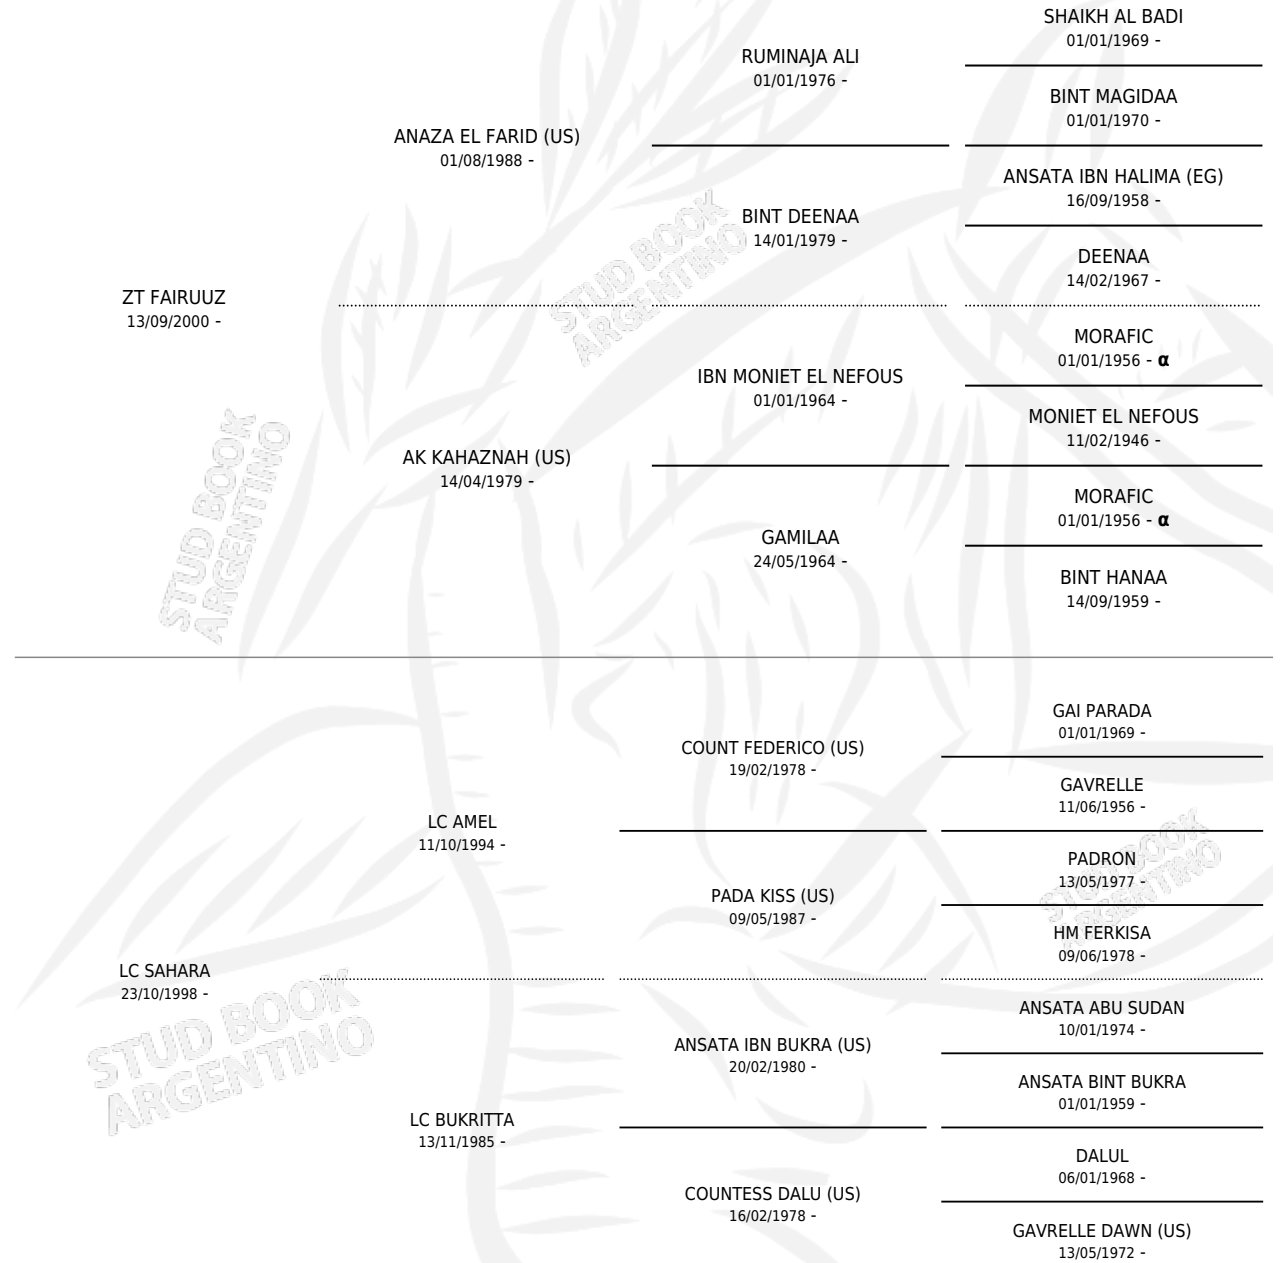 SHAIKH AL BADI
01/01/1969 -
RUMINAJA ALI
01/01/1976 -
BINT MAGIDAA
01/01/1970 -
ANAZA EL FARID (US)
01/08/1988 -
ANSATA IBN HALIMA (EG)
16/09/1958 -
BINT DEENAA
14/01/1979 -
DEENAA
14/02/1967 -
ZT FAIRUUZ
13/09/2000 -
MORAFIC
01/01/1956 - α
IBN MONIET EL NEFOUS
01/01/1964 -
MONIET EL NEFOUS
11/02/1946 -
AK KAHAZNAH (US)
14/04/1979 -
MORAFIC
01/01/1956 - α
GAMILAA
24/05/1964 -
BINT HANAA
14/09/1959 -
GAI PARADA
01/01/1969 -
COUNT FEDERICO (US)
19/02/1978 -
GAVRELLE
11/06/1956 -
LC AMEL
11/10/1994 -
PADRON
13/05/1977 -
PADA KISS (US)
09/05/1987 -
HM FERKISA
09/06/1978 -
LC SAHARA
23/10/1998 -
ANSATA ABU SUDAN
10/01/1974 -
ANSATA IBN BUKRA (US)
20/02/1980 -
ANSATA BINT BUKRA
01/01/1959 -
LC BUKRITTA
13/11/1985 -
DALUL
06/01/1968 -
COUNTESS DALU (US)
16/02/1978 -
GAVRELLE DAWN (US)
13/05/1972 -
STUD BOOK
ARGENTINO
STUD BOOK
ARGENTINO
STUD BOOK
ARGENTINO
STUD BOOK
ARGENTINO